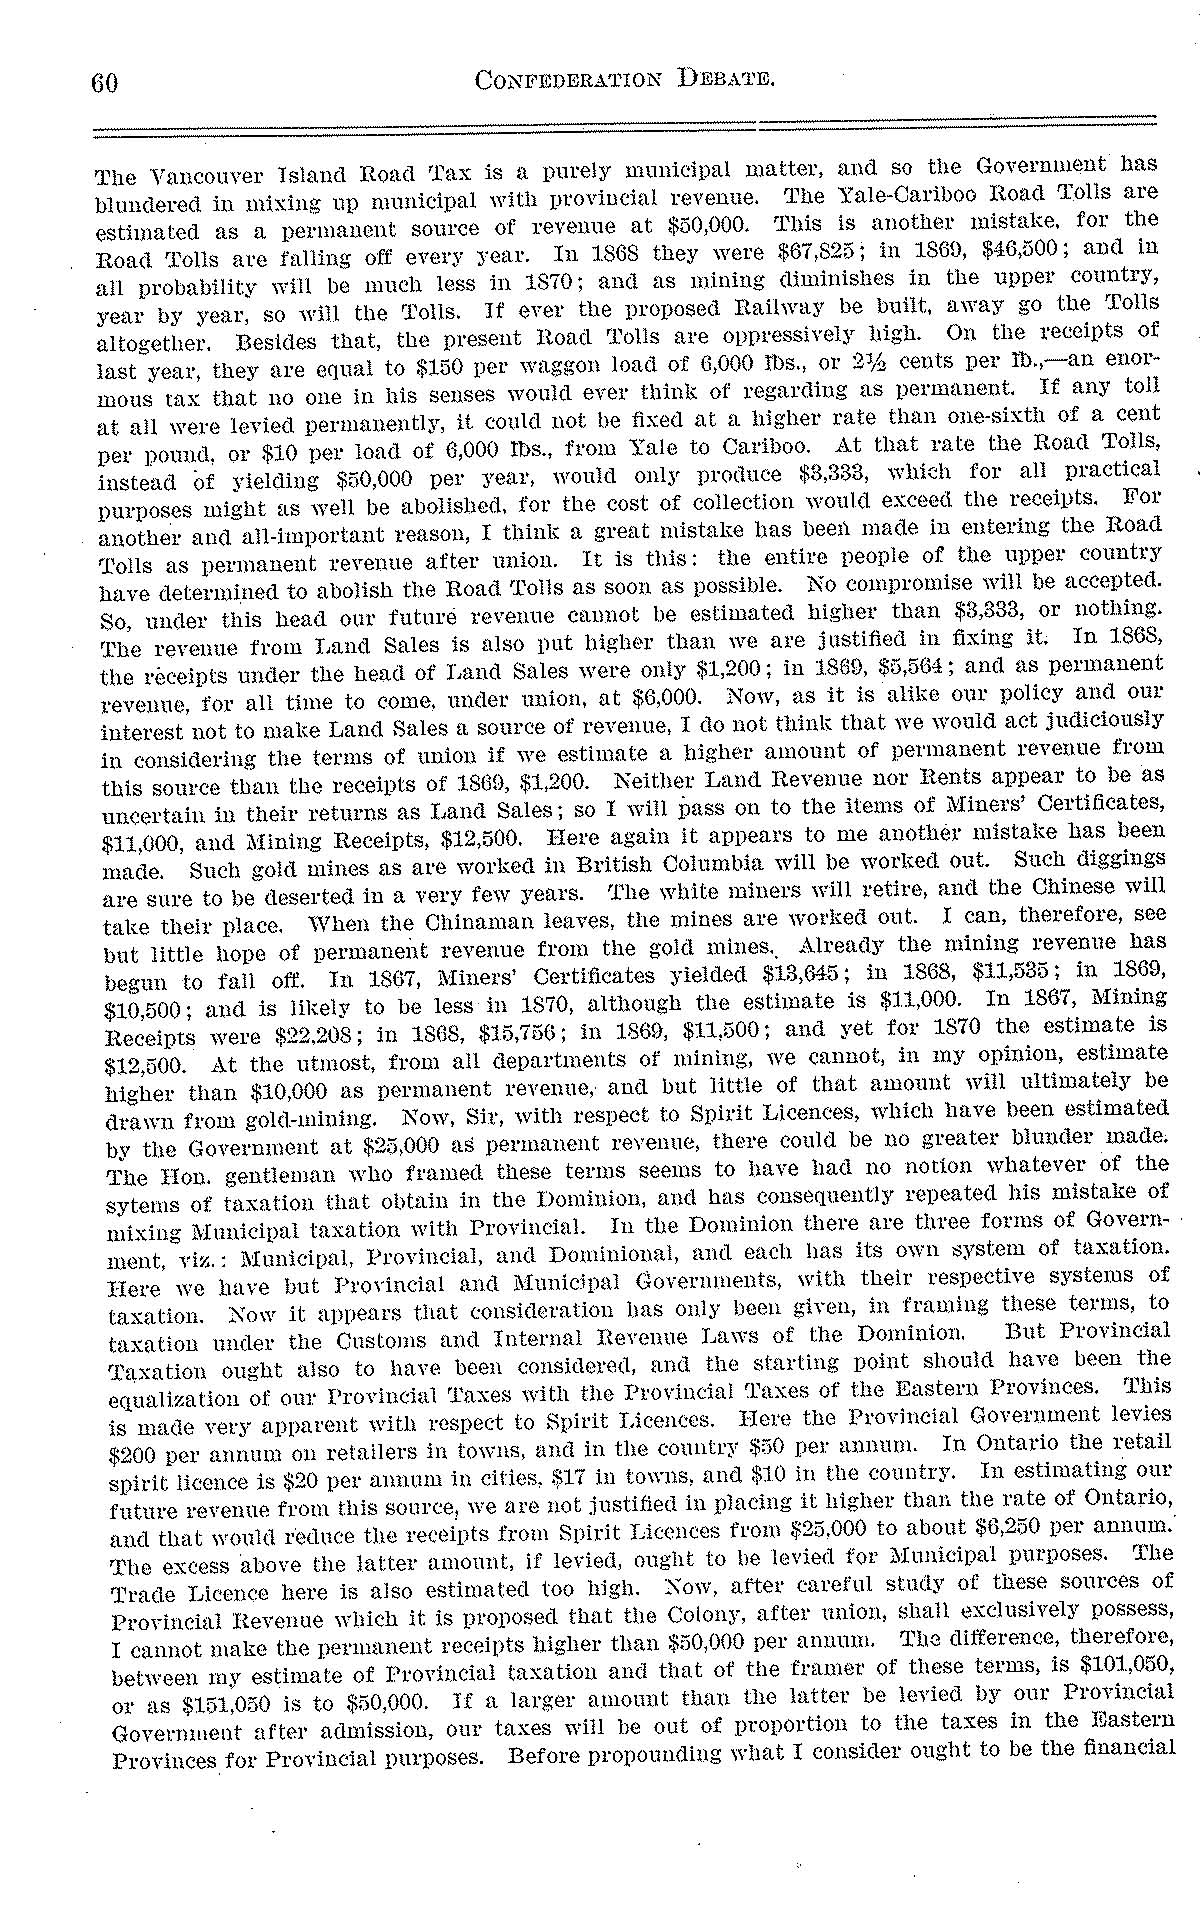 60 CONFEDERATION DEBATE.
The Vancouver Island Road Tax is a purely municipal matter, and so the Government has
blundered in mixing up municipal with provincial revenue. The Yale-Cariboo Road Tolls are
estimated as a permanent source of revenue at $50,000. This is another mistake, for the
Road Tolls are falling off every year. In 1868 they were $67,825; in 1869, $46,500; and in
all probability will be much less in 1870; and as mining diminishes in the upper country,
year by year, so will the Tolls. If ever the proposed Railway be built, away go the Tolls
altogether. Besides that, the present Road Tolls are oppressively high. On the receipts of
last year, they are equal to $150 per waggon load of 6,000 lbs., or 2½ cents per lb.,—an enor-
mous tax that no one in his senses would ever think of regarding as permanent. If any toll
at all were levied permanently, it could not be fixed at a higher rate than one-sixth of a cent
per pound, or $10 per load of 6,000 lbs., from Yale to Cariboo. At that rate the Road Tolls,
instead of yielding $50,000 per year, would only produce $3,333, which for all practical
purposes might as well be abolished, for the cost of collection would exceed the receipts. For
another and all-important reason, I think a great mistake has been made in entering the Road
Tolls as permanent revenue after union. It is this: the entire people of the upper country
have determined to abolish the Road Tolls as soon as possible. No compromise will be accepted.
So, under this head our future revenue cannot be estimated higher than $3,333, or nothing.
The revenue from Land Sales is also put higher than we are justified in fixing it. In 1868,
the receipts under the head of Land Sales were only $1,200; in 1869, $5,564; and as permanent
revenue, for all time to come, under union, at $6,000. Now, as it is alike our policy and our
interest not to make Land Sales a source of revenue, I do not think that we would act judiciously
in considering the terms of union if we estimate a higher amount of permanent revenue from
this source than the receipts of 1869, $1,200. Neither Land Revenue nor Rents appear to be as
uncertain in their returns as Land Sales; so I will pass on to the items of Miners' Certificates,
$11,000, and Mining Receipts, $12,500. Here again it appears to me another mistake has been
made. Such gold mines as are worked in British Columbia will be worked out. Such diggings
are sure to be deserted in a very few years. The white miners will retire, and the Chinese will
take their place. When the Chinaman leaves, the mines are worked out. I can, therefore, see
but little hope of permanent revenue from the gold mines. Already the mining revenue has
begun to fall off. In 1867, Miners' Certificates yielded $13,645; in 1868, $11,535; in 1869,
$10,500; and is likely to be less in 1870, although the estimate is $11,000. In 1867, Mining
Receipts were $22,208; in 1868, $15,756; in 1869, $11,500; and yet for 1870 the estimate is
$12,500. At the utmost, from all departments of mining, we cannot, in my opinion, estimate
higher than $10,000 as permanent revenue, and but little of that amount will ultimately be
drawn from gold-mining. Now, Sir, with respect to Spirit Licences, which have been estimated
by the Government at $25,000 as permanent revenue, there could be no greater blunder made.
The Hon. gentleman who framed these terms seems to have had no notion whatever of the
sytems of taxation that obtain in the Dominion, and has consequently repeated his mistake of
mixing Municipal taxation with Provincial. In the Dominion there are three forms of Govern-
ment, viz.: Municipal, Provincial, and Dominional, and each has its own system of taxation.
Here we have but Provincial and Municipal Governments, with their respective systems of
taxation. Now it appears that consideration has only been given, in framing these terms, to
taxation under the Customs and Internal Revenue Laws of the Dominion. But Provincial
Taxation ought also to have been considered, and the starting point should have been the
equalization of our Provincial Taxes with the Provincial Taxes of the Eastern Provinces. This
is made very apparent with respect to Spirit Licences. Here the Provincial Government levies
$200 per annum on retailers in towns, and in the country $50 per annum. In Ontario the retail
spirit licence is $20 per annum in cities, $17 in towns, and $10 in the country. In estimating our
future revenue from this source, we are not justified in placing it higher than the rate of Ontario,
and that would reduce the receipts from Spirit Licences from $25,000 to about $6,250 per annum.
The excess above the latter amount, if levied, ought to be levied for Municipal purposes. The
Trade Licence here is also estimated too high. Now, after careful study of these sources of
Provincial Revenue which it is proposed that the Colony, after union, shall exclusively possess,
I cannot make the permanent receipts higher than $50,000 per annum. The difference, therefore,
between my estimate of Provincial taxation and that of the framer of these terms, is $101,050,
or as $151,050 is to $50,000. If a larger amount than the latter be levied by our Provincial
Government after admission, our taxes will be out of proportion to the taxes in the Eastern
Provinces for Provincial purposes. Before propounding what I consider ought to be the financial